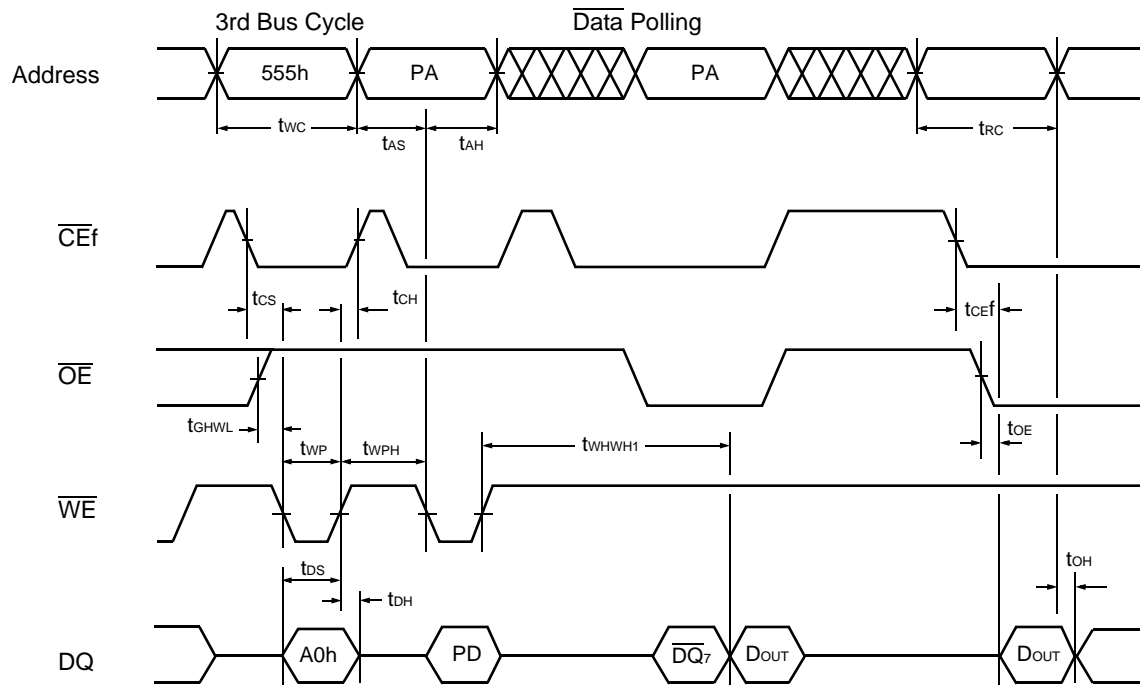 3rd Bus Cycle
Data Polling
Address
555h
PA
PA
tWC
tAS
tAH
tRC
CEf
tCS
tCH
tCEf
OE
tGHWL
tWP
tWPH
tWHWH1
tOE
WE
tDS
tDH
tOH
DQ
A0h
PD
DQ7
DOUT
DOUT